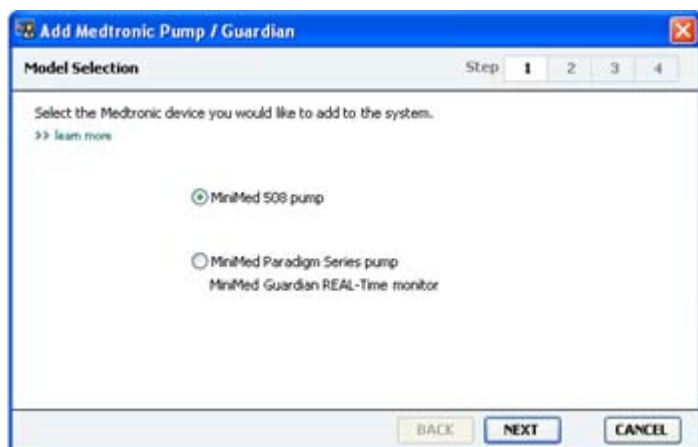 Add Medtronic Pump / Guardian
Model Selection Step 1 2 3 4
Select the Medtronic device you would like to add to the system.
>> learn more
MiniMed 508 pump
MiniMed Paradigm Series pump
MiniMed Guardian REAL-Time monitor
BACK NEXT CANCEL